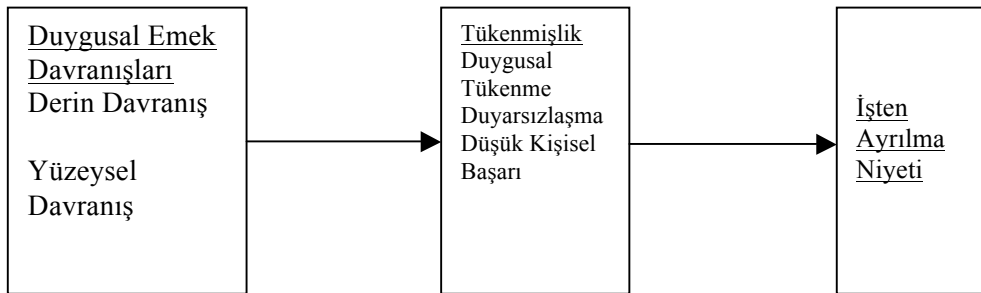 Duygusal Emek
Davranışları
Derin Davranış
Yüzeysel
Davranış
Tükenmişlik
Duygusal
Tükenme
Duyarsızlaşma
Düşük Kişisel
Başarı
İşten
Ayrılma
Niyeti